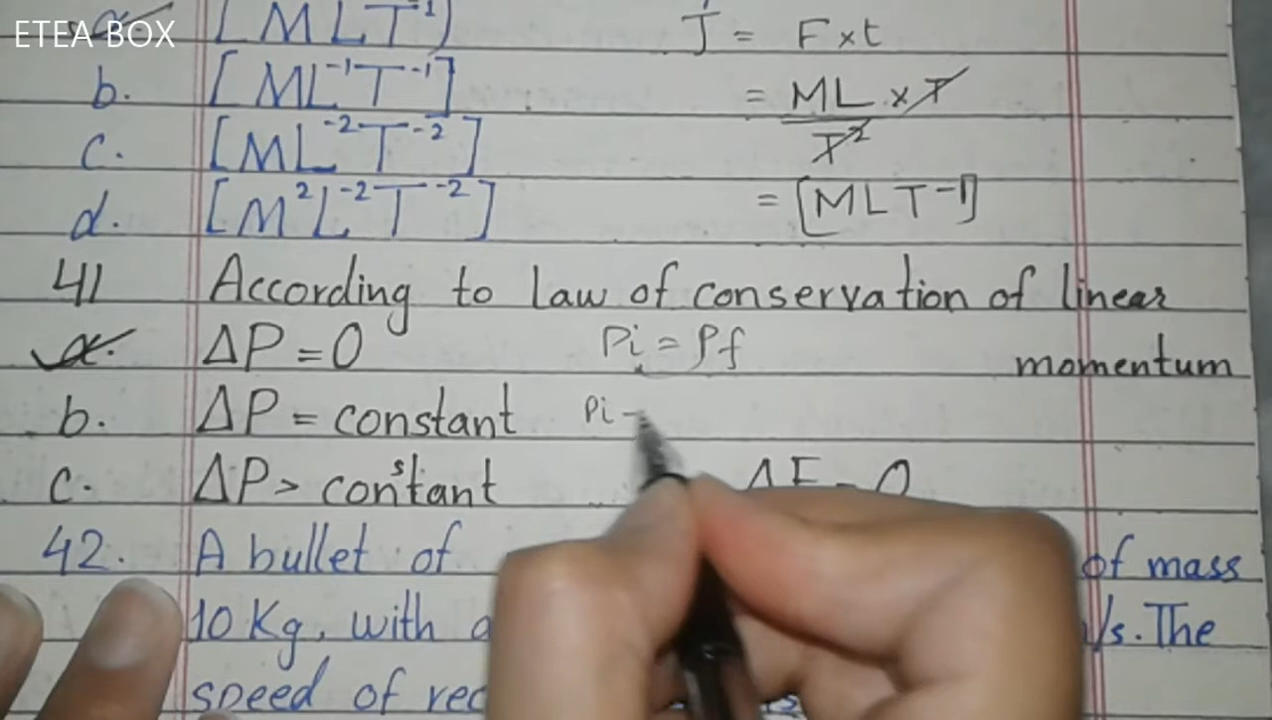 ETEA BOX
[MLT-1] J = F x t
b. [ML-1T-1] = ML x T
c. [ML-2T-2] T2
d. [M2L-2T-2] = [MLT-1]
41 According to law of conservation of linear
a. ΔP = 0 Pi = Pf momentum
b. ΔP = constant Pi -
c. ΔP > constant = 0
42. A bullet of of mass
10 Kg, with /s. The
speed of